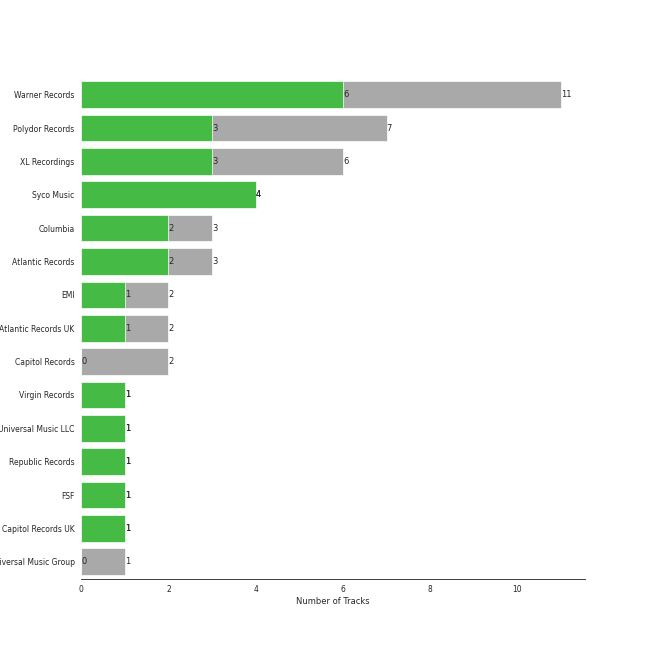 Warner Records 6 11
Polydor Records 3 7
XL Recordings 3 6
Syco Music 4
Columbia 2 3
Atlantic Records 2 3
EMI 1 2
Atlantic Records UK 1 2
Capitol Records 0 2
Virgin Records 1
Universal Music LLC 1
Republic Records 1
FSF 1
Capitol Records UK 1
iversal Music Group 0 1
0 2 4 6 8 10
Number of Tracks